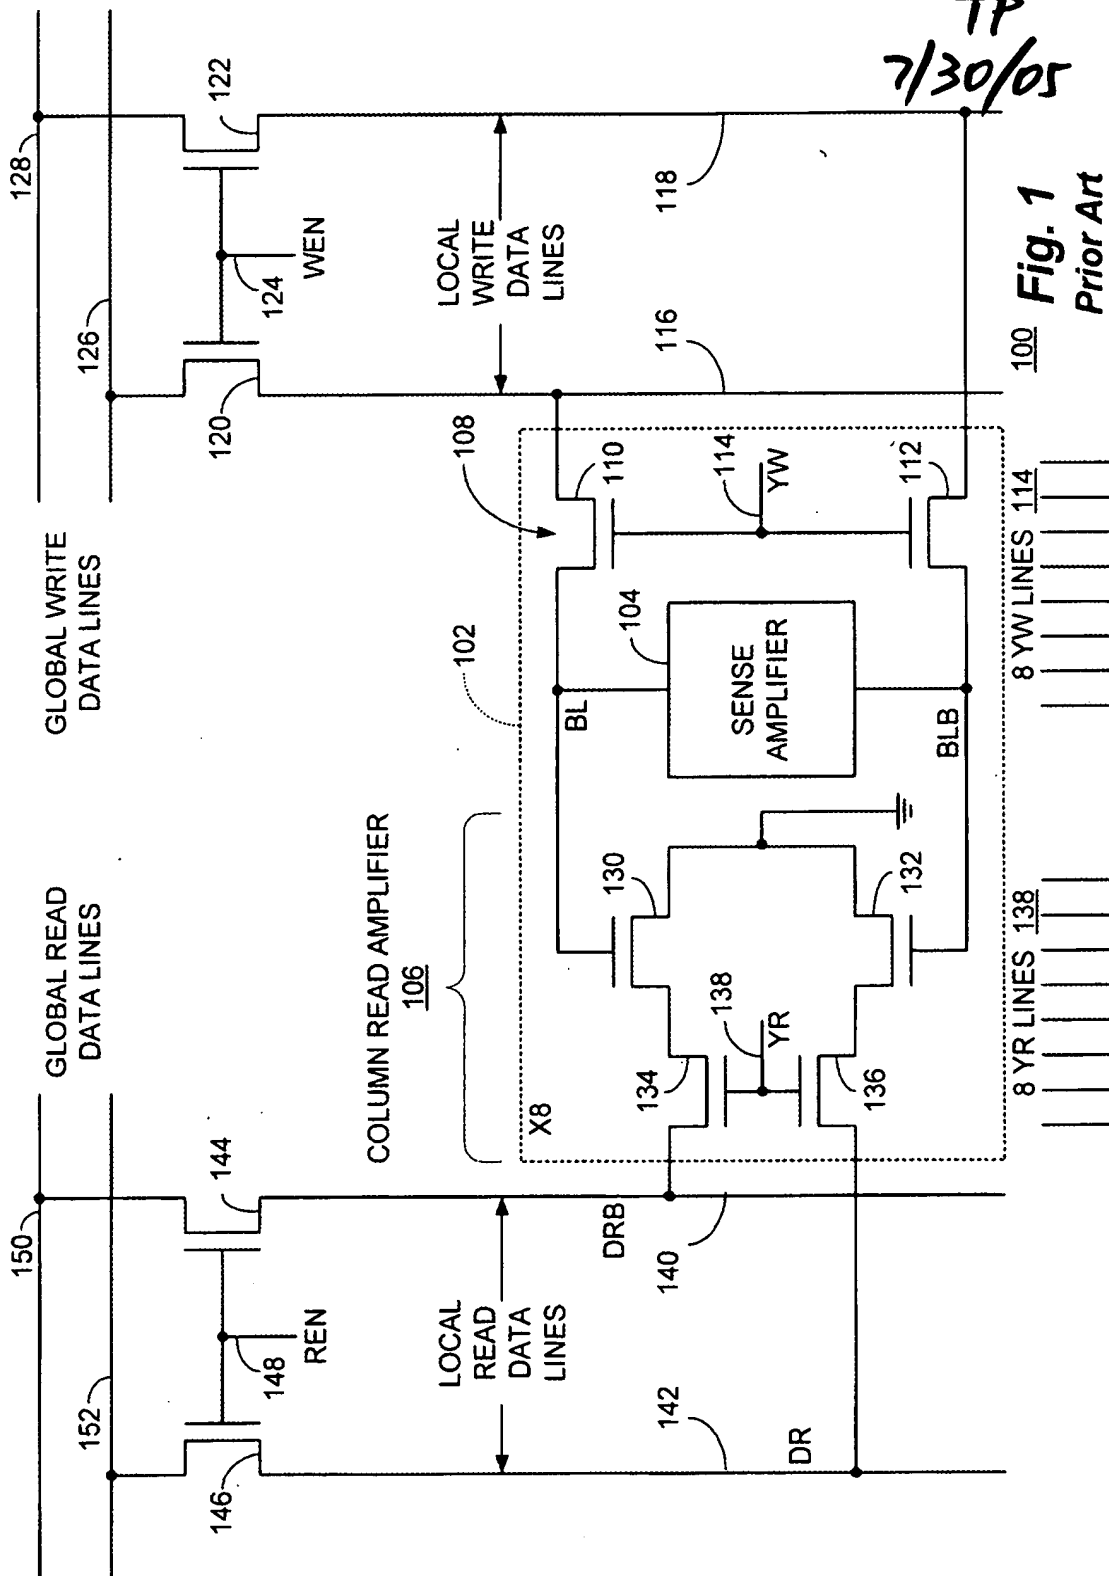 TP
7/30/05
GLOBAL READ
DATA LINES
GLOBAL WRITE
DATA LINES
150
152
144
146
148
REN
128
126
122
120
124
WEN
COLUMN READ AMPLIFIER
106
102
108
LOCAL
READ
DATA
LINES
LOCAL
WRITE
DATA
LINES
X8
142
DR
140
DRB
134
136
138
YR
130
132
BL
BLB
104
SENSE
AMPLIFIER
110
112
114
YW
116
118
8 YR LINES 138
8 YW LINES 114
100
Fig. 1
Prior Art